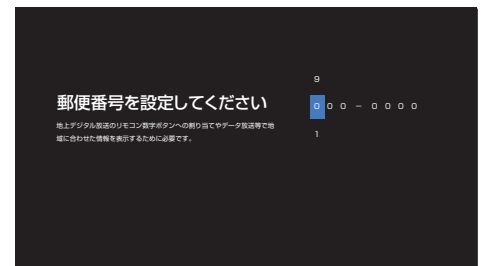 9
郵便番号を設定してください
0 0 0 - 0 0 0 0
地上デジタル放送のリモコン数字ボタンへの割り当てやデータ放送等で地
域に合わせた情報を表示するために必要です。
1